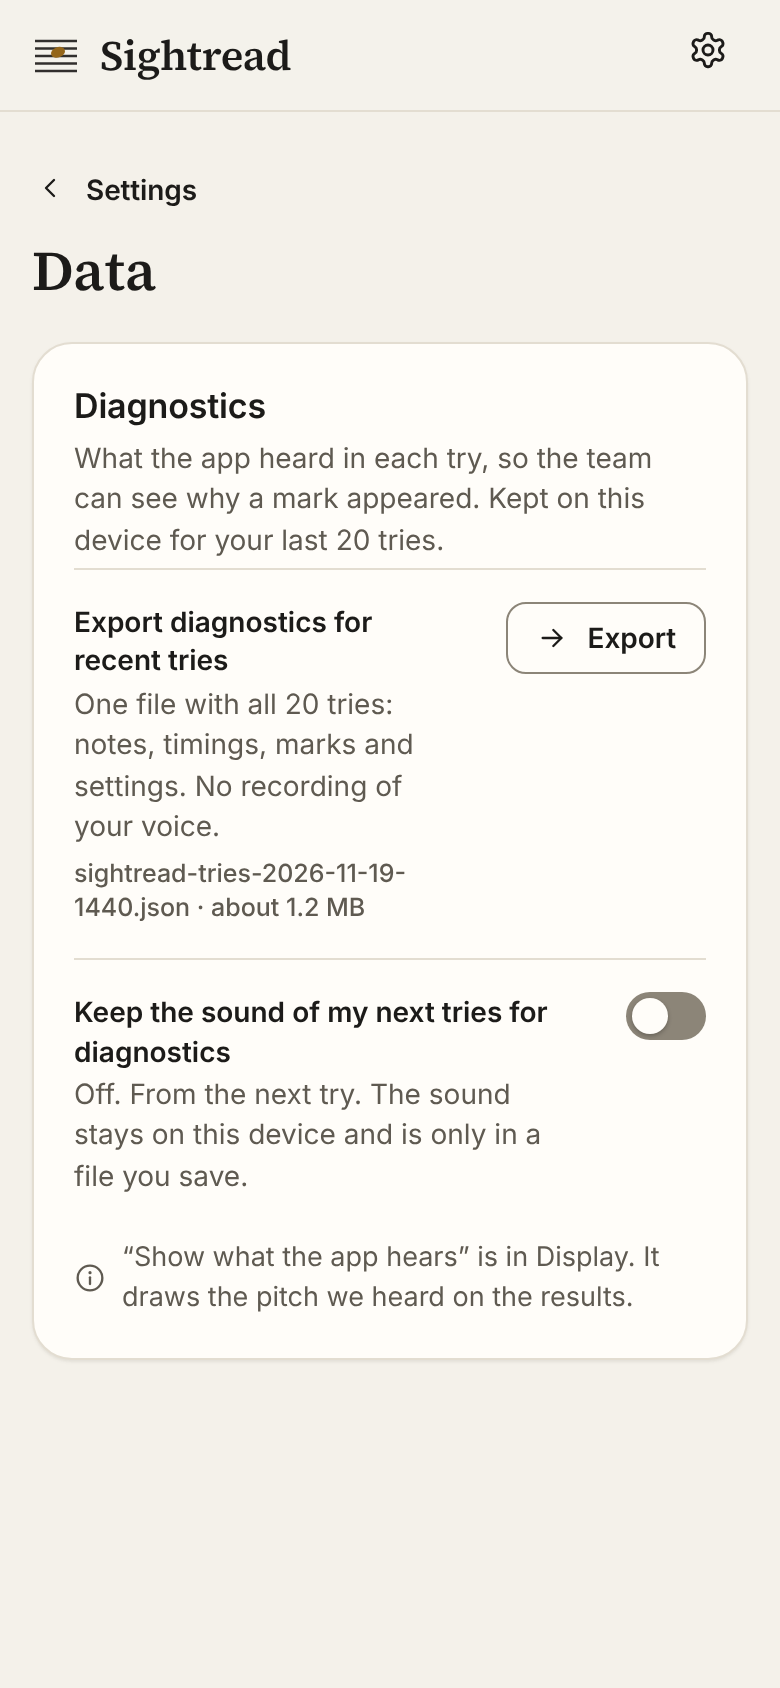 Sightread
Settings
Data
Diagnostics
What the app heard in each try, so the team
can see why a mark appeared. Kept on this
device for your last 20 tries.
Export diagnostics for
recent tries
Export
One file with all 20 tries:
notes, timings, marks and
settings. No recording of
your voice.
sightread-tries-2026-11-19-
1440.json · about 1.2 MB
Keep the sound of my next tries for
diagnostics
Off. From the next try. The sound
stays on this device and is only in a
file you save.
“Show what the app hears” is in Display. It
draws the pitch we heard on the results.